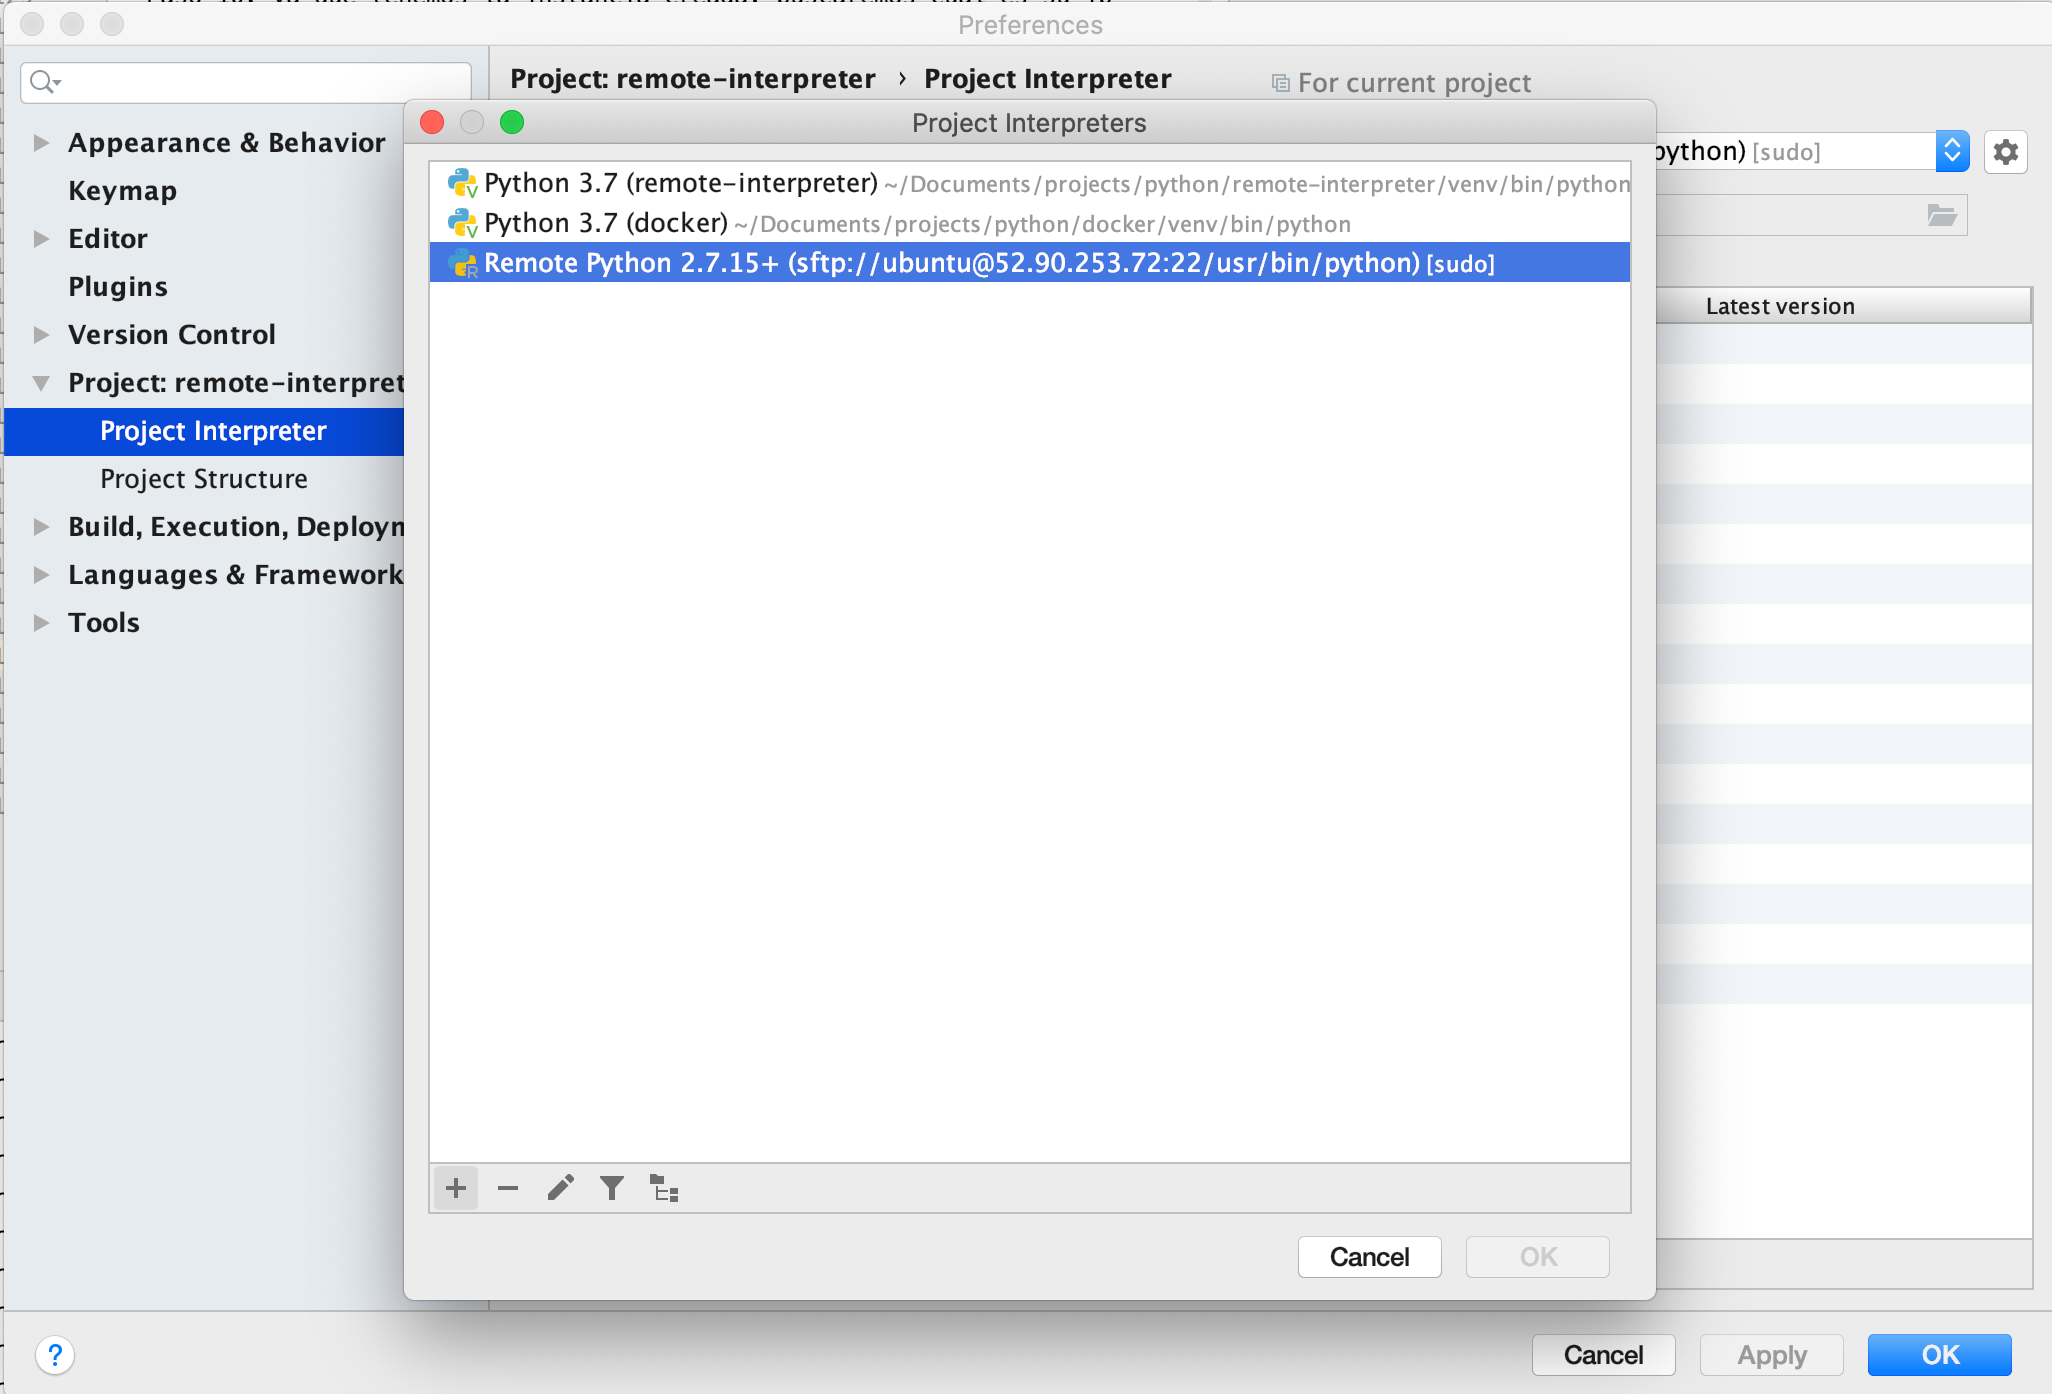 Preferences
Project: remote-interpreter › Project Interpreter For current project
Project Interpreters
Appearance & Behavior
Keymap
Editor
Plugins
Version Control
Project: remote-interpret
Project Interpreter
Project Structure
Build, Execution, Deploym
Languages & Framework
Tools
Python 3.7 (remote-interpreter) ~/Documents/projects/python/remote-interpreter/venv/bin/python
Python 3.7 (docker) ~/Documents/projects/python/docker/venv/bin/python
Remote Python 2.7.15+ (sftp://ubuntu@52.90.253.72:22/usr/bin/python) [sudo]
python) [sudo]
Latest version
Cancel OK
? Cancel Apply OK